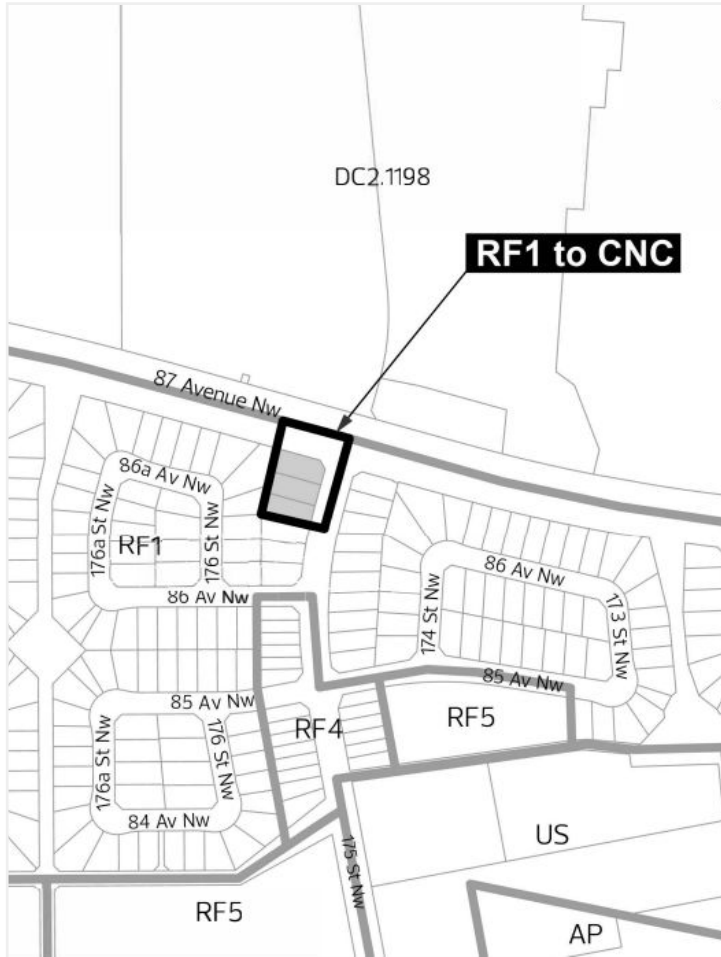 DC2.1198
RF1 to CNC
87 Avenue Nw
86a Av Nw
176a St Nw
RF1
176 St Nw
86 Av Nw
86 Av Nw
174 St Nw
173 St Nw
85 Av Nw
85 Av Nw
RF4
RF5
176a St Nw
176 St Nw
84 Av Nw
US
175 St Nw
RF5
AP